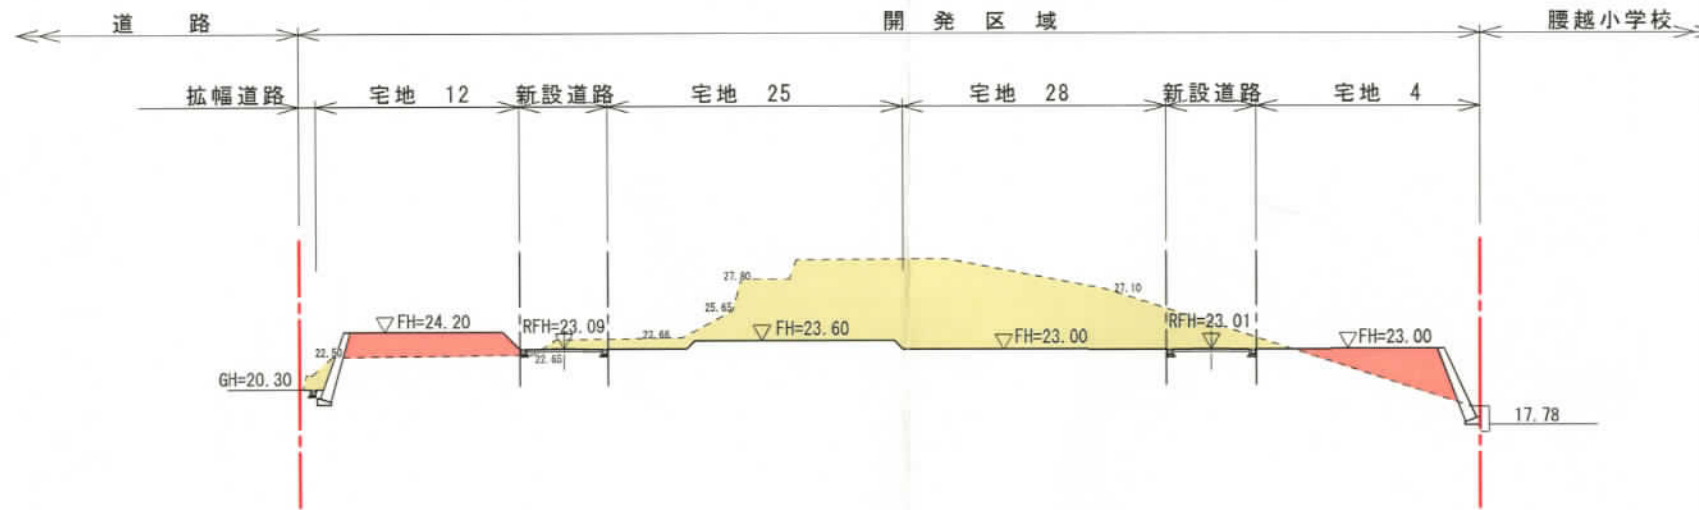 道 路
開 発 区 域
腰越小学校
拡幅道路
宅地 12
新設道路
宅地 25
宅地 28
新設道路
宅地 4
27.80
27.10
25.65
FH=24.20
RFH=23.09
22.66
FH=23.60
FH=23.00
RFH=23.01
FH=23.00
22.50
22.65
GH=20.30
17.78